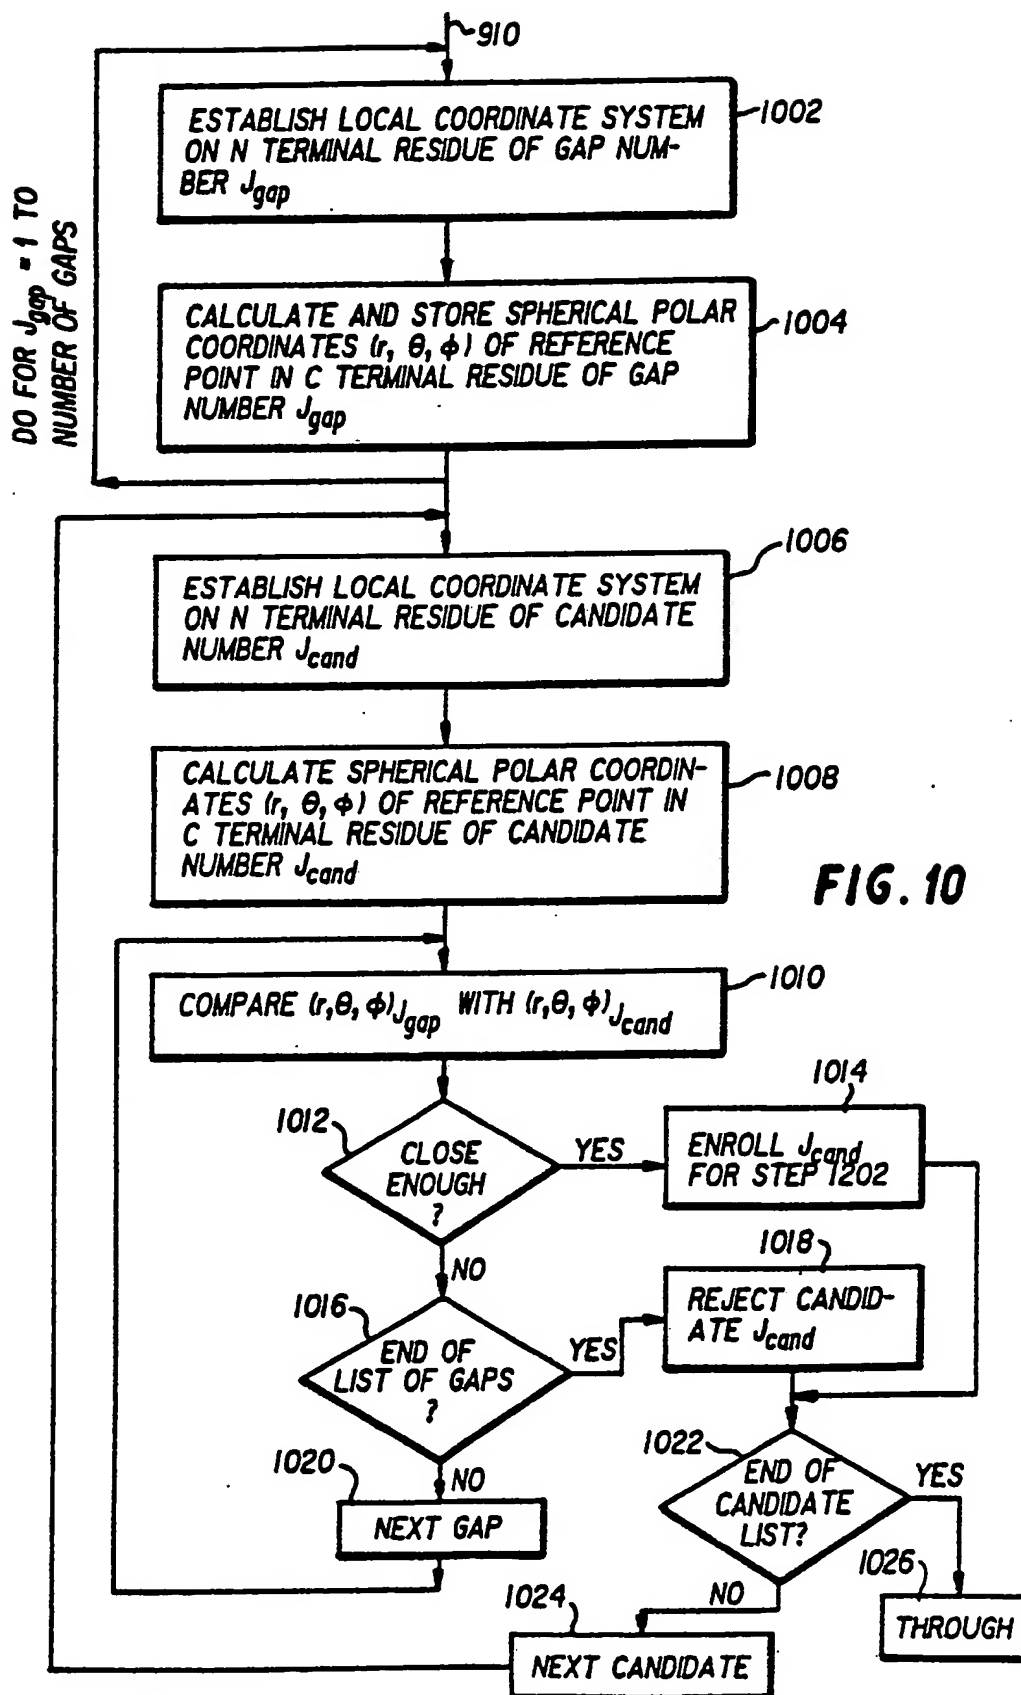 910
ESTABLISH LOCAL COORDINATE SYSTEM
ON N TERMINAL RESIDUE OF GAP NUM-
BER Jgap
1002
DO FOR Jgap = 1 TO
NUMBER OF GAPS
CALCULATE AND STORE SPHERICAL POLAR
COORDINATES (r, θ, ϕ) OF REFERENCE
POINT IN C TERMINAL RESIDUE OF GAP
NUMBER Jgap
1004
ESTABLISH LOCAL COORDINATE SYSTEM
ON N TERMINAL RESIDUE OF CANDIDATE
NUMBER Jcand
1006
CALCULATE SPHERICAL POLAR COORDIN-
ATES (r, θ, ϕ) OF REFERENCE POINT IN
C TERMINAL RESIDUE OF CANDIDATE
NUMBER Jcand
1008
FIG. 10
COMPARE (r,θ, ϕ)Jgap WITH (r,θ, ϕ)Jcand
1010
1012
CLOSE
ENOUGH
?
YES
1014
ENROLL Jcand
FOR STEP 1202
NO
1016
END OF
LIST OF GAPS
?
YES
1018
REJECT CANDID-
ATE Jcand
NO
1020
NEXT GAP
1022
END OF
CANDIDATE
LIST?
YES
NO
1024
NEXT CANDIDATE
1026
THROUGH